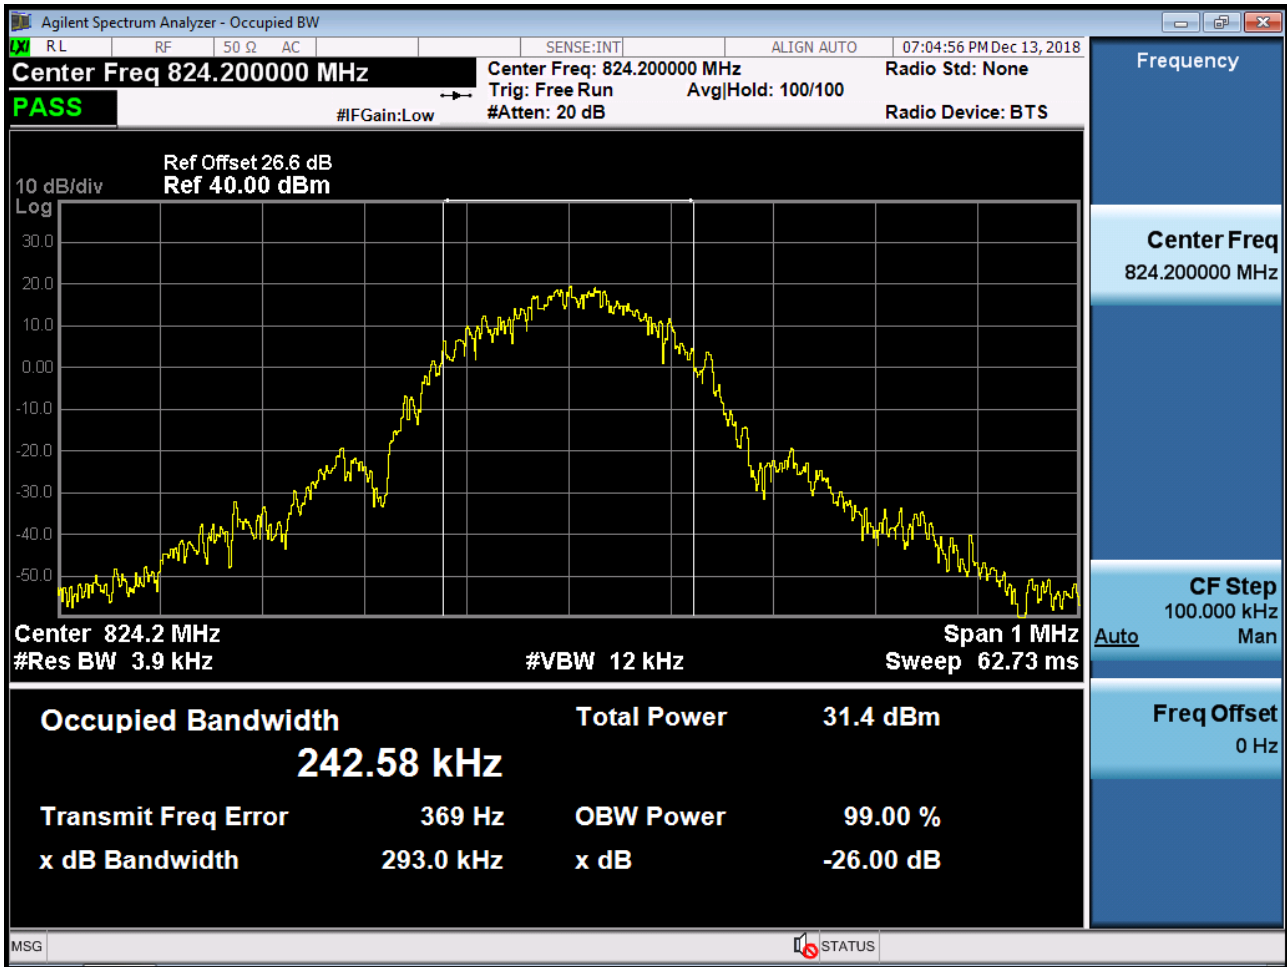 Agilent Spectrum Analyzer - Occupied BW
LXI RL RF 50 Ω AC SENSE:INT ALIGN AUTO 07:04:56 PM Dec 13, 2018
Center Freq 824.200000 MHz
PASS
#IFGain:Low
Center Freq: 824.200000 MHz
Trig: Free Run Avg|Hold: 100/100
#Atten: 20 dB
Radio Std: None
Radio Device: BTS
Ref Offset 26.6 dB
10 dB/div Ref 40.00 dBm
Log
30.0
20.0
10.0
0.00
-10.0
-20.0
-30.0
-40.0
-50.0
Center 824.2 MHz Span 1 MHz
#Res BW 3.9 kHz #VBW 12 kHz Sweep 62.73 ms
Occupied Bandwidth Total Power 31.4 dBm
242.58 kHz
Transmit Freq Error 369 Hz OBW Power 99.00 %
x dB Bandwidth 293.0 kHz x dB -26.00 dB
Frequency
Center Freq
824.200000 MHz
CF Step
100.000 kHz
Auto Man
Freq Offset
0 Hz
MSG STATUS